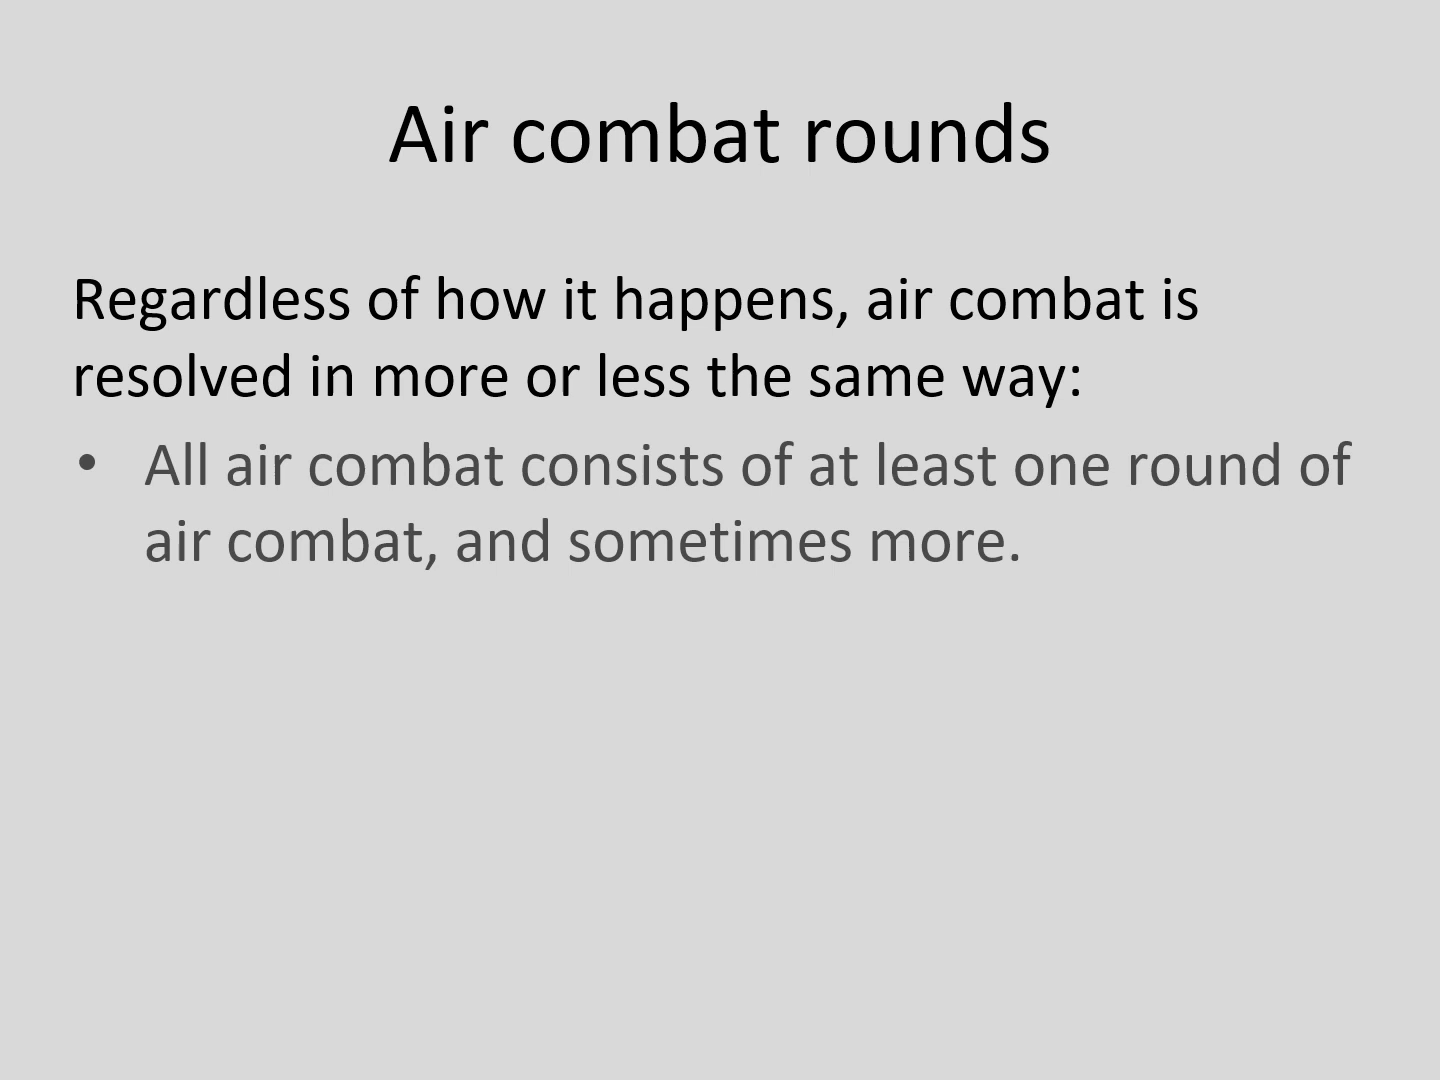 Air combat rounds
Regardless of how it happens, air combat is
resolved in more or less the same way:
• All air combat consists of at least one round of
air combat, and sometimes more.